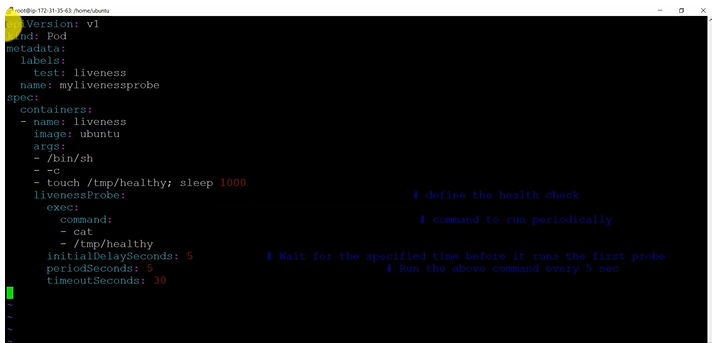 root@ip-172-31-35-63: /home/ubuntu
apiVersion: v1
kind: Pod
metadata:
  labels:
    test: liveness
  name: mylivenessprobe
spec:
  containers:
  - name: liveness
    image: ubuntu
    args:
    - /bin/sh
    - -c
    - touch /tmp/healthy; sleep 1000
    livenessProbe: # define the health check
      exec:
        command: # command to run periodically
        - cat
        - /tmp/healthy
      initialDelaySeconds: 5 # Wait for the specified time before it runs the first probe
      periodSeconds: 5 # Run the above command every 5 sec
      timeoutSeconds: 30
~
~
~